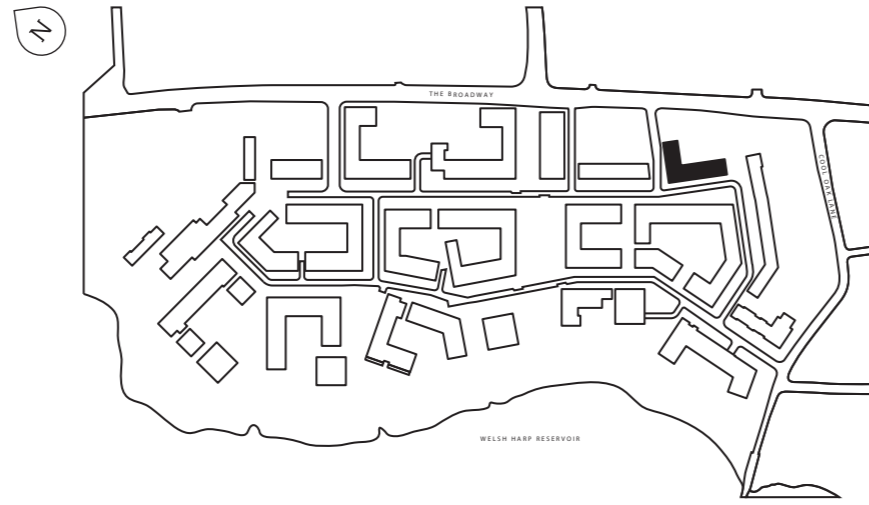 N
THE BROADWAY
COOL OAK LANE
WELSH HARP RESERVOIR